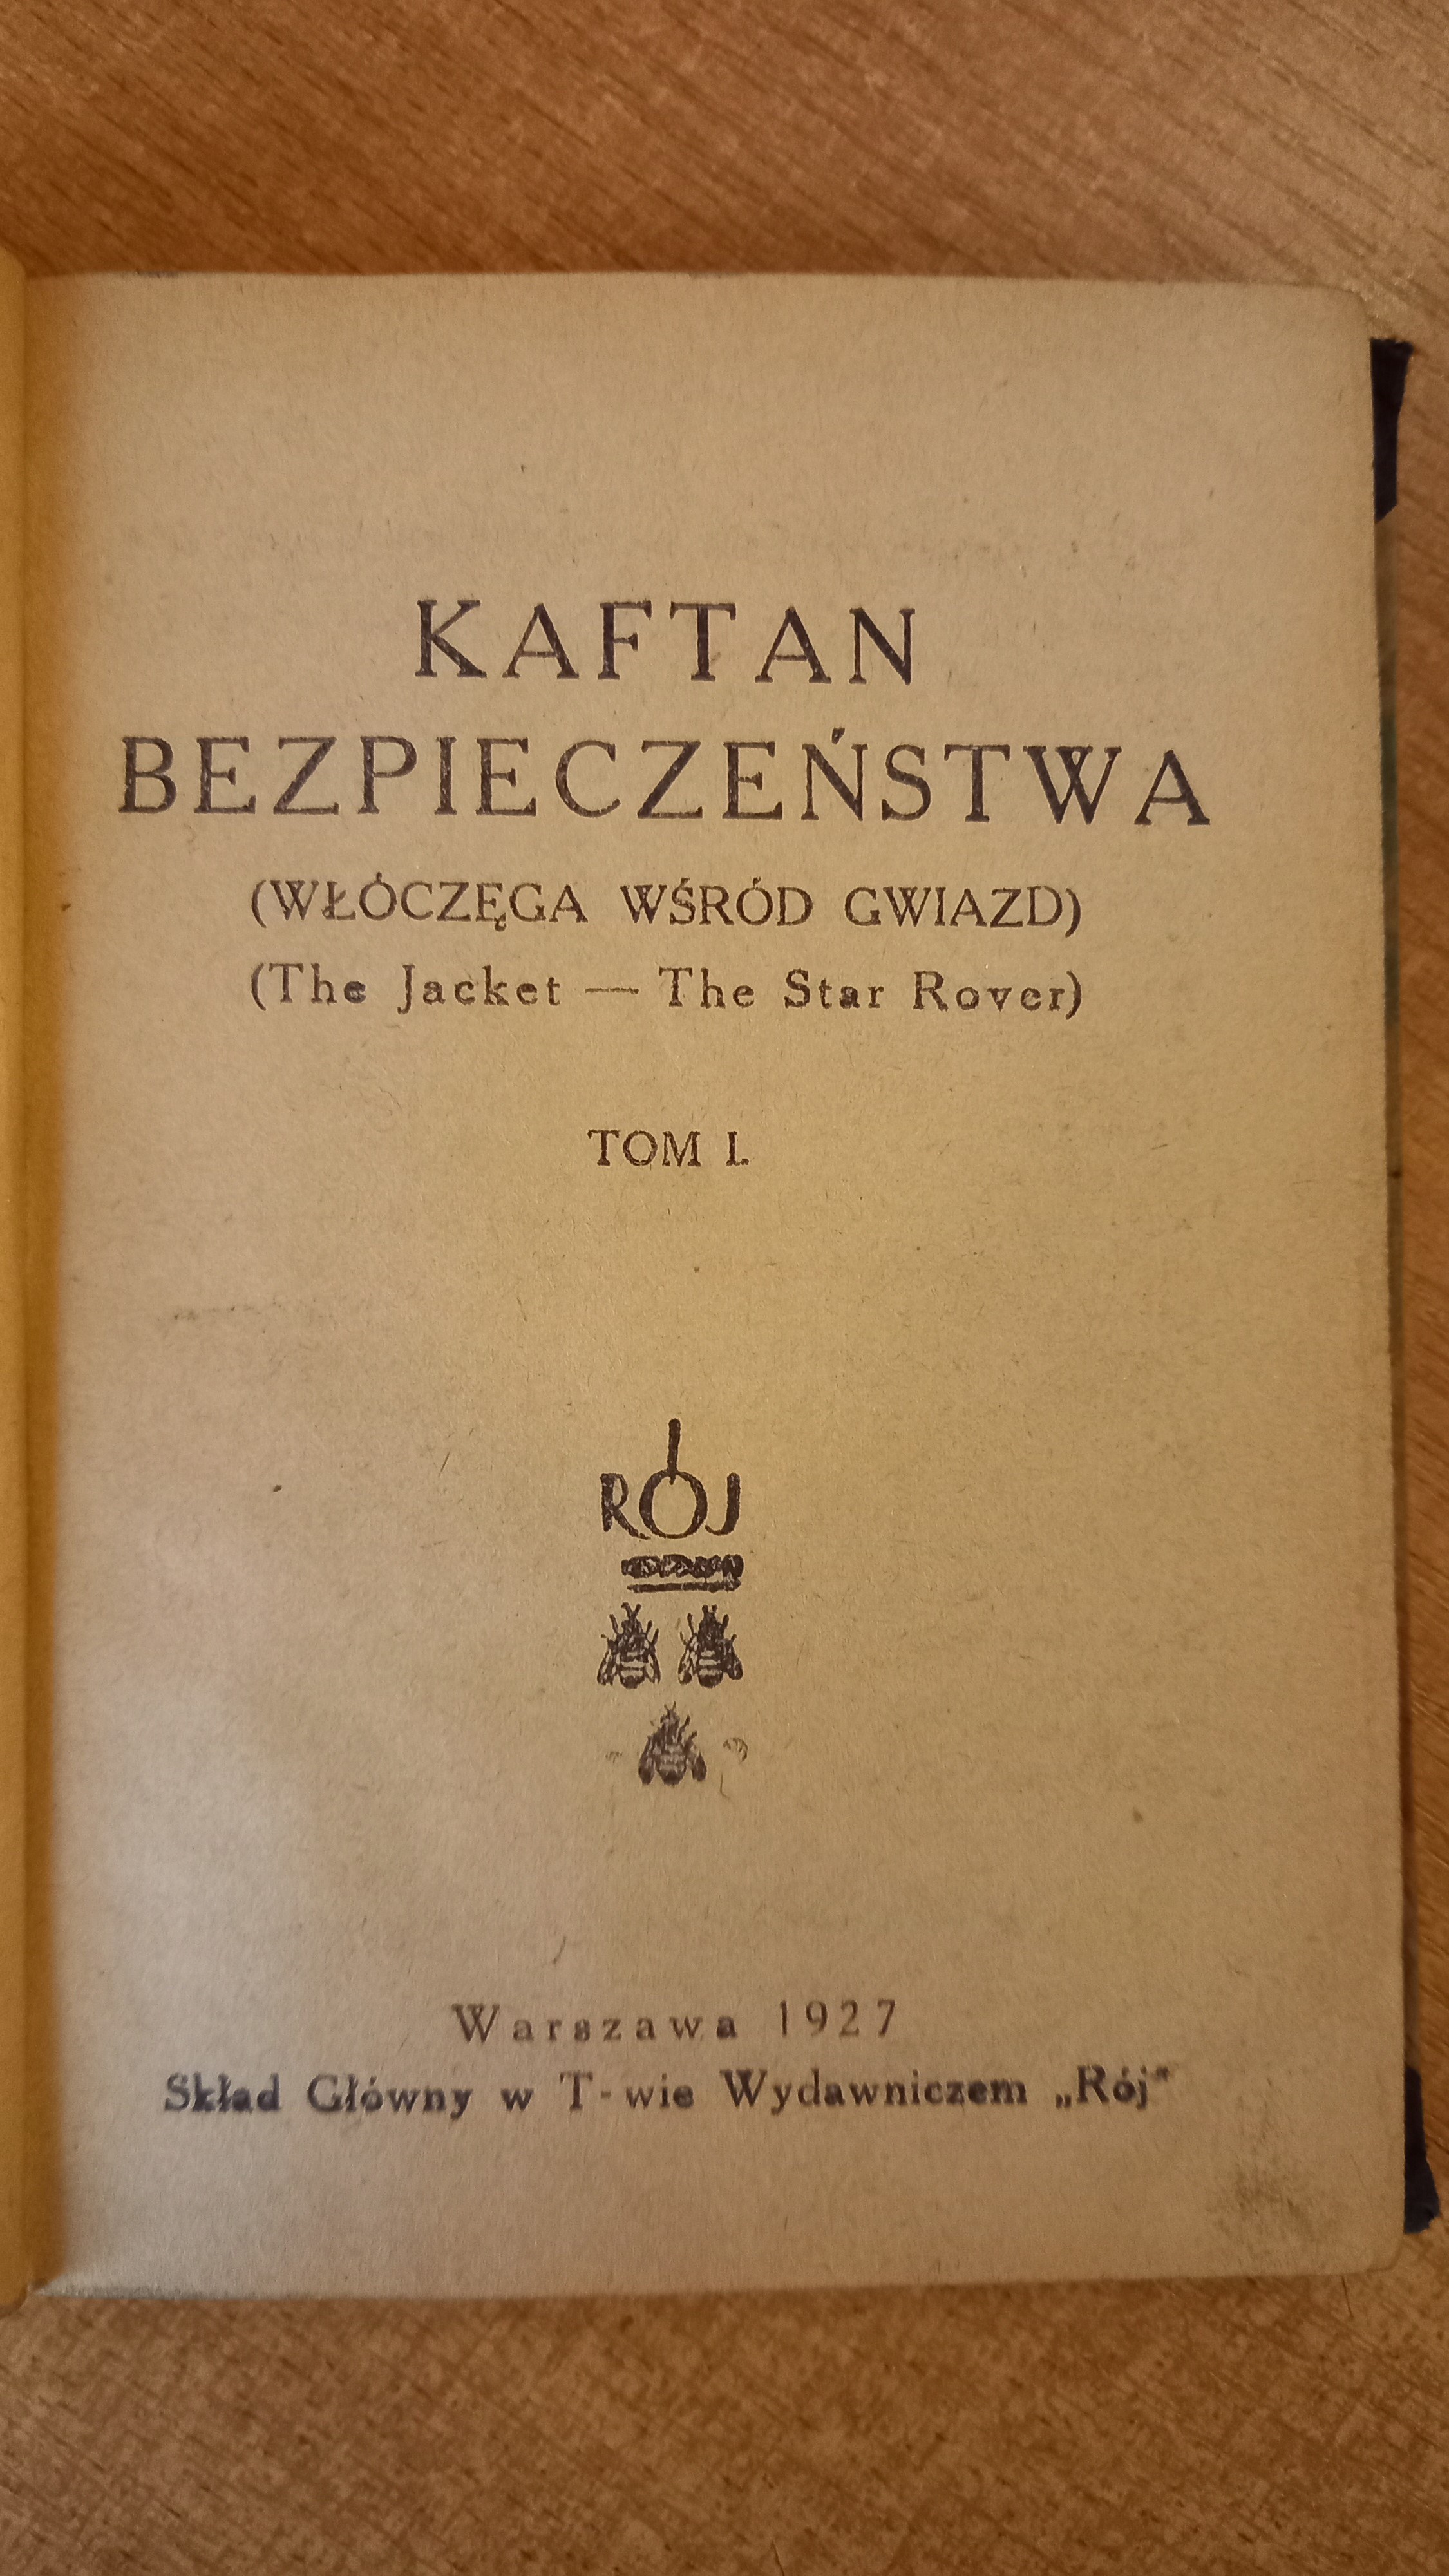 KAFTAN
BEZPIECZEŃSTWA
(WŁÓCZĘGA WŚRÓD GWIAZD)
(The Jacket — The Star Rover)
TOM I.
RÓJ
Warszawa 1927
Skład Główny w T-wie Wydawniczem „Rój"